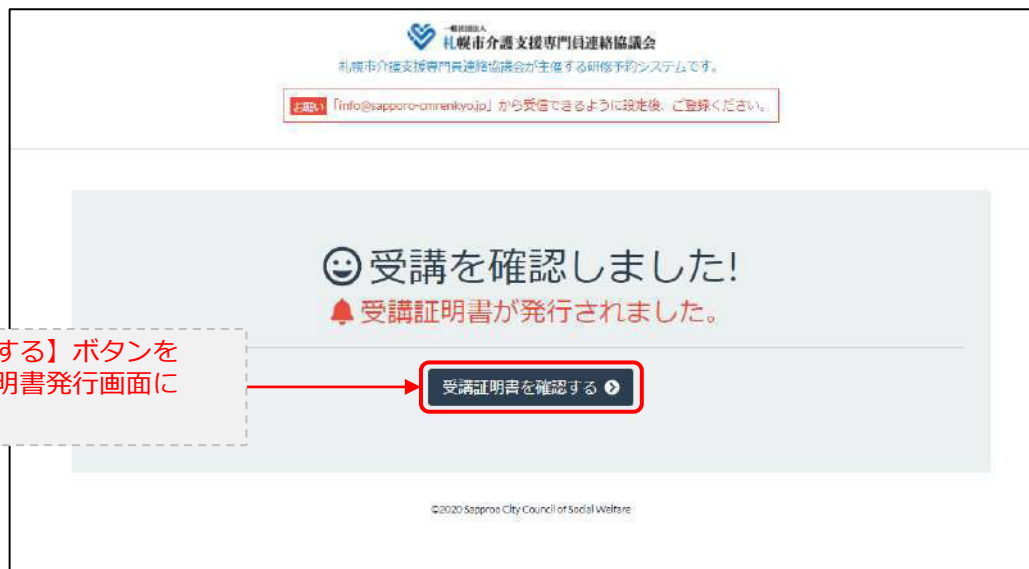 一般社団法人
札幌市介護支援専門員連絡協議会
札幌市介護支援専門員連絡協議会が主催する研修予約システムです。
お願い 「info@sapporo-cmrenkyo.jp」から受信できるように設定後、ご登録ください。
受講を確認しました!
受講証明書が発行されました。
する】ボタンを
明書発行画面に
受講証明書を確認する
©2020 Sapproo City Council of Social Welfare